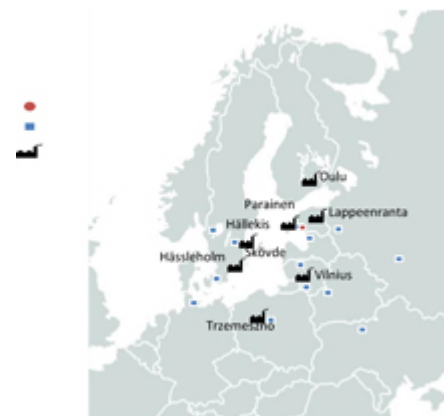 Oulu
Parainen
Lappeenranta
Hällekis
Skövde
Hässleholm
Vilnius
Trzemeszno